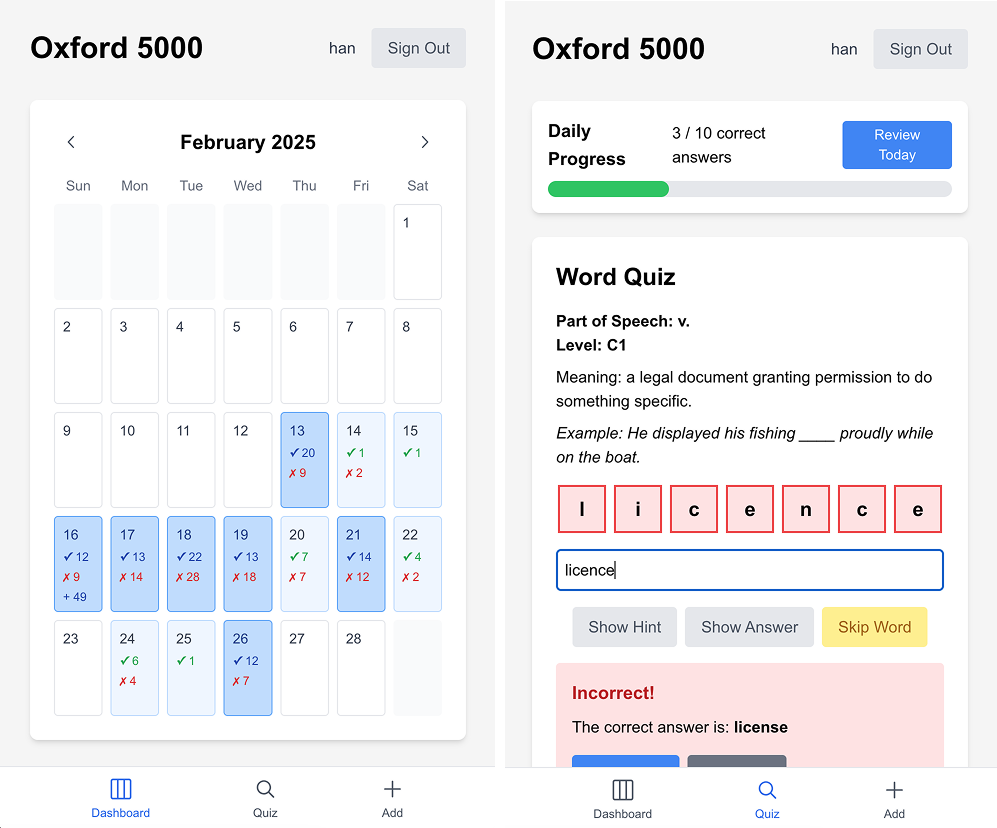 Oxford 5000
han
Sign Out
February 2025
Sun Mon Tue Wed Thu Fri Sat
1
2 3 4 5 6 7 8
9 10 11 12 13 14 15
✓20 ✓1 ✓1
✗9 ✗2
16 17 18 19 20 21 22
✓12 ✓13 ✓22 ✓13 ✓7 ✓14 ✓4
✗9 ✗14 ✗28 ✗18 ✗7 ✗12 ✗2
+ 49
23 24 25 26 27 28
✓6 ✓1 ✓12
✗4 ✗7
Dashboard Quiz Add
Oxford 5000
han
Sign Out
Daily
Progress
3 / 10 correct
answers
Review
Today
Word Quiz
Part of Speech: v.
Level: C1
Meaning: a legal document granting permission to do
something specific.
Example: He displayed his fishing ____ proudly while
on the boat.
l i c e n c e
licence
Show Hint Show Answer Skip Word
Incorrect!
The correct answer is: license
Dashboard Quiz Add